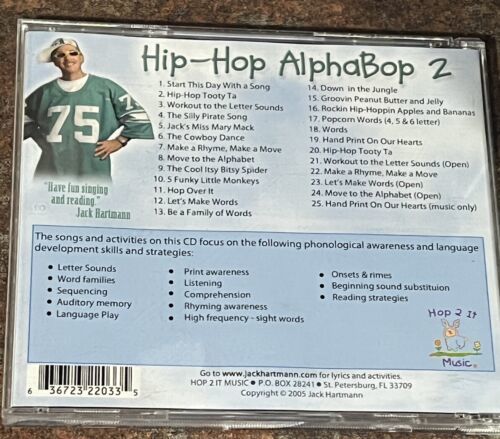 Hip-Hop AlphaBop 2
75
"Have fun singing
and reading."
Jack Hartmann
1. Start This Day With a Song
2. Hip-Hop Tooty Ta
3. Workout to the Letter Sounds
4. The Silly Pirate Song
5. Jack's Miss Mary Mack
6. The Cowboy Dance
7. Make a Rhyme, Make a Move
8. Move to the Alphabet
9. The Cool Itsy Bitsy Spider
10. 5 Funky Little Monkeys
11. Hop Over It
12. Let's Make Words
13. Be a Family of Words
14. Down in the Jungle
15. Groovin Peanut Butter and Jelly
16. Rockin Hip-Hoppin Apples and Bananas
17. Popcorn Words (4, 5 & 6 letter)
18. Words
19. Hand Print On Our Hearts
20. Hip-Hop Tooty Ta
21. Workout to the Letter Sounds (Open)
22. Make a Rhyme, Make a Move
23. Let's Make Words (Open)
24. Move to the Alphabet (Open)
25. Hand Print On Our Hearts (music only)
The songs and activities on this CD focus on the following phonological awareness and language
development skills and strategies:
• Letter Sounds
• Word families
• Sequencing
• Auditory memory
• Language Play
• Print awareness
• Listening
• Comprehension
• Rhyming awareness
• High frequency - sight words
• Onsets & rimes
• Beginning sound substituion
• Reading strategies
Hop 2 It
Music
Go to www.jackhartmann.com for lyrics and activities.
HOP 2 IT MUSIC • P.O. BOX 28241 • St. Petersburg, FL 33709
Copyright © 2005 Jack Hartmann
6 36723 22033 5